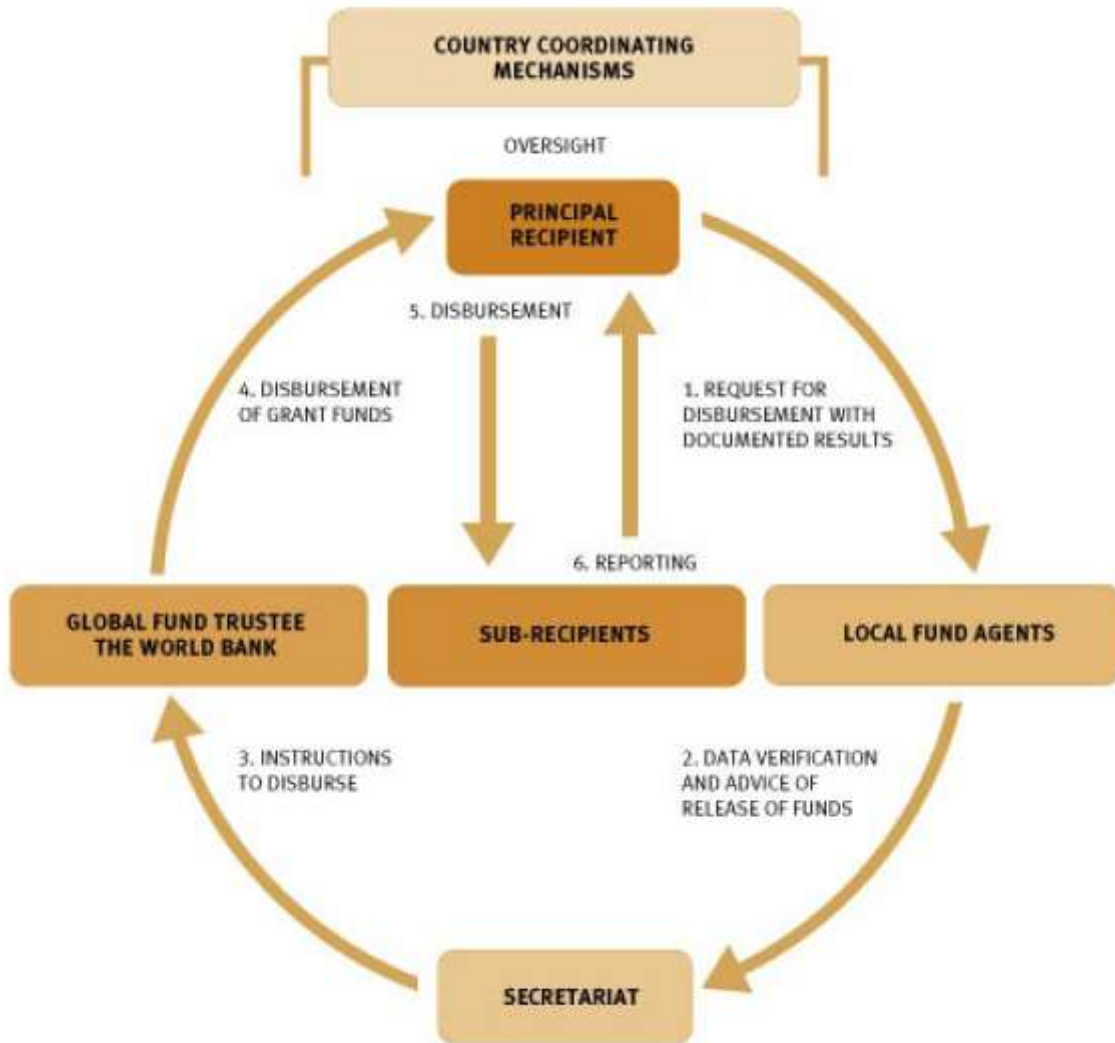 COUNTRY COORDINATING
MECHANISMS
OVERSIGHT
PRINCIPAL
RECIPIENT
5. DISBURSEMENT
4. DISBURSEMENT
OF GRANT FUNDS
1. REQUEST FOR
DISBURSEMENT WITH
DOCUMENTED RESULTS
6. REPORTING
GLOBAL FUND TRUSTEE
THE WORLD BANK
SUB-RECIPIENTS
LOCAL FUND AGENTS
3. INSTRUCTIONS
TO DISBURSE
2. DATA VERIFICATION
AND ADVICE OF
RELEASE OF FUNDS
SECRETARIAT